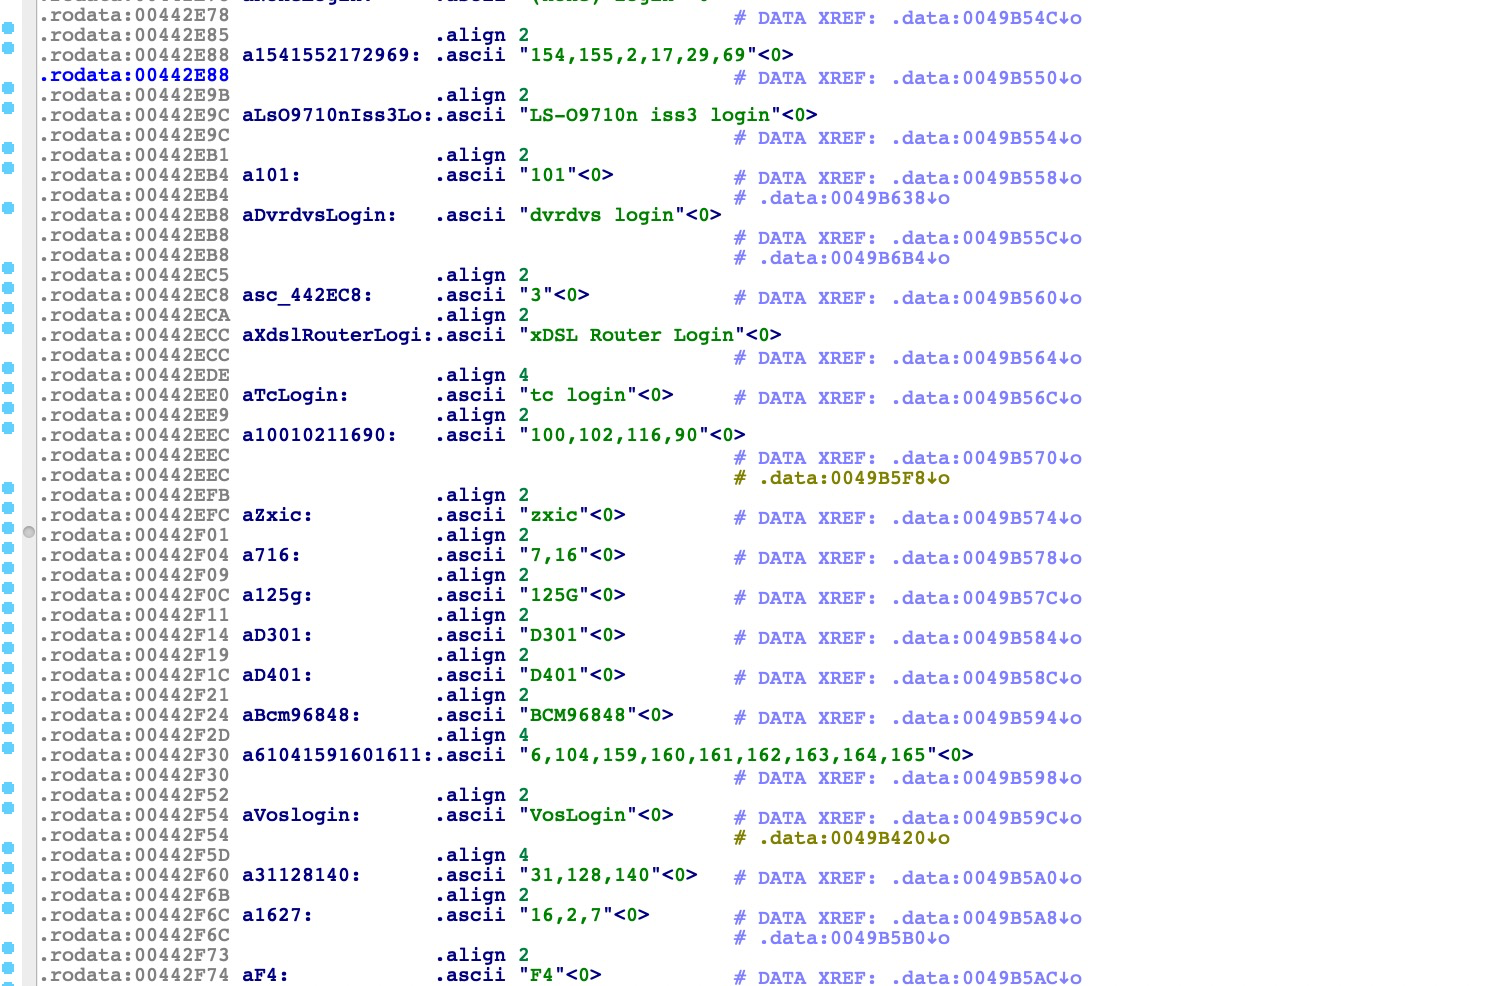 .rodata:00442E78 # DATA XREF: .data:0049B54C↓o
.rodata:00442E85 .align 2
.rodata:00442E88 a1541552172969: .ascii "154,155,2,17,29,69"<0>
.rodata:00442E88 # DATA XREF: .data:0049B550↓o
.rodata:00442E9B .align 2
.rodata:00442E9C aLsO9710nIss3Lo:.ascii "LS-O9710n iss3 login"<0>
.rodata:00442E9C # DATA XREF: .data:0049B554↓o
.rodata:00442EB1 .align 2
.rodata:00442EB4 a101: .ascii "101"<0> # DATA XREF: .data:0049B558↓o
.rodata:00442EB4 # .data:0049B638↓o
.rodata:00442EB8 aDvrdvsLogin: .ascii "dvrdvs login"<0>
.rodata:00442EB8 # DATA XREF: .data:0049B55C↓o
.rodata:00442EB8 # .data:0049B6B4↓o
.rodata:00442EC5 .align 2
.rodata:00442EC8 asc_442EC8: .ascii "3"<0> # DATA XREF: .data:0049B560↓o
.rodata:00442ECA .align 2
.rodata:00442ECC aXdslRouterLogi:.ascii "xDSL Router Login"<0>
.rodata:00442ECC # DATA XREF: .data:0049B564↓o
.rodata:00442EDE .align 4
.rodata:00442EE0 aTcLogin: .ascii "tc login"<0> # DATA XREF: .data:0049B56C↓o
.rodata:00442EE9 .align 2
.rodata:00442EEC a10010211690: .ascii "100,102,116,90"<0>
.rodata:00442EEC # DATA XREF: .data:0049B570↓o
.rodata:00442EEC # .data:0049B5F8↓o
.rodata:00442EFB .align 2
.rodata:00442EFC aZxic: .ascii "zxic"<0> # DATA XREF: .data:0049B574↓o
.rodata:00442F01 .align 2
.rodata:00442F04 a716: .ascii "7,16"<0> # DATA XREF: .data:0049B578↓o
.rodata:00442F09 .align 2
.rodata:00442F0C a125g: .ascii "125G"<0> # DATA XREF: .data:0049B57C↓o
.rodata:00442F11 .align 2
.rodata:00442F14 aD301: .ascii "D301"<0> # DATA XREF: .data:0049B584↓o
.rodata:00442F19 .align 2
.rodata:00442F1C aD401: .ascii "D401"<0> # DATA XREF: .data:0049B58C↓o
.rodata:00442F21 .align 2
.rodata:00442F24 aBcm96848: .ascii "BCM96848"<0> # DATA XREF: .data:0049B594↓o
.rodata:00442F2D .align 4
.rodata:00442F30 a61041591601611:.ascii "6,104,159,160,161,162,163,164,165"<0>
.rodata:00442F30 # DATA XREF: .data:0049B598↓o
.rodata:00442F52 .align 2
.rodata:00442F54 aVoslogin: .ascii "VosLogin"<0> # DATA XREF: .data:0049B59C↓o
.rodata:00442F54 # .data:0049B420↓o
.rodata:00442F5D .align 4
.rodata:00442F60 a31128140: .ascii "31,128,140"<0> # DATA XREF: .data:0049B5A0↓o
.rodata:00442F6B .align 2
.rodata:00442F6C a1627: .ascii "16,2,7"<0> # DATA XREF: .data:0049B5A8↓o
.rodata:00442F6C # .data:0049B5B0↓o
.rodata:00442F73 .align 2
.rodata:00442F74 aF4: .ascii "F4"<0> # DATA XREF: .data:0049B5AC↓o